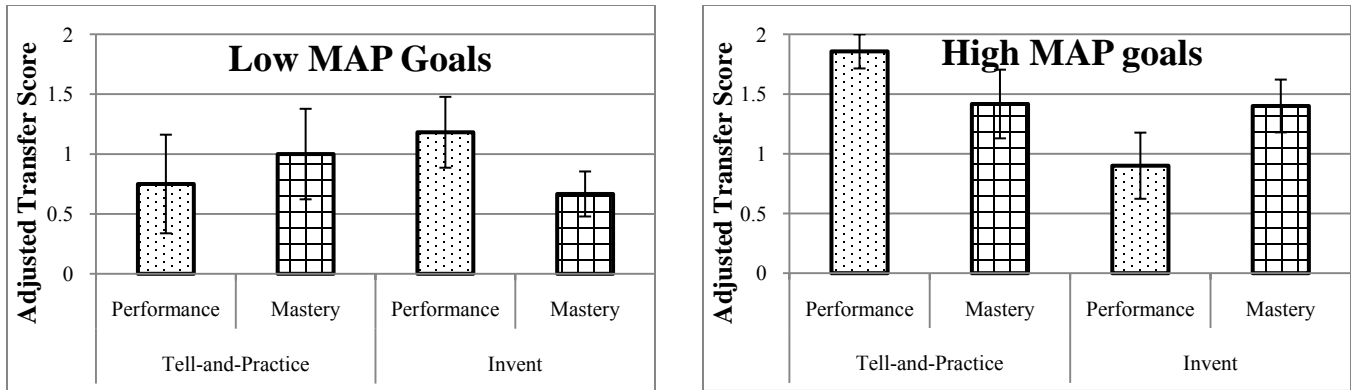 Low MAP Goals
Adjusted Transfer Score
2
1.5
1
0.5
0
Performance Mastery Performance Mastery
Tell-and-Practice Invent
High MAP goals
Adjusted Transfer Score
2
1.5
1
0.5
0
Performance Mastery Performance Mastery
Tell-and-Practice Invent